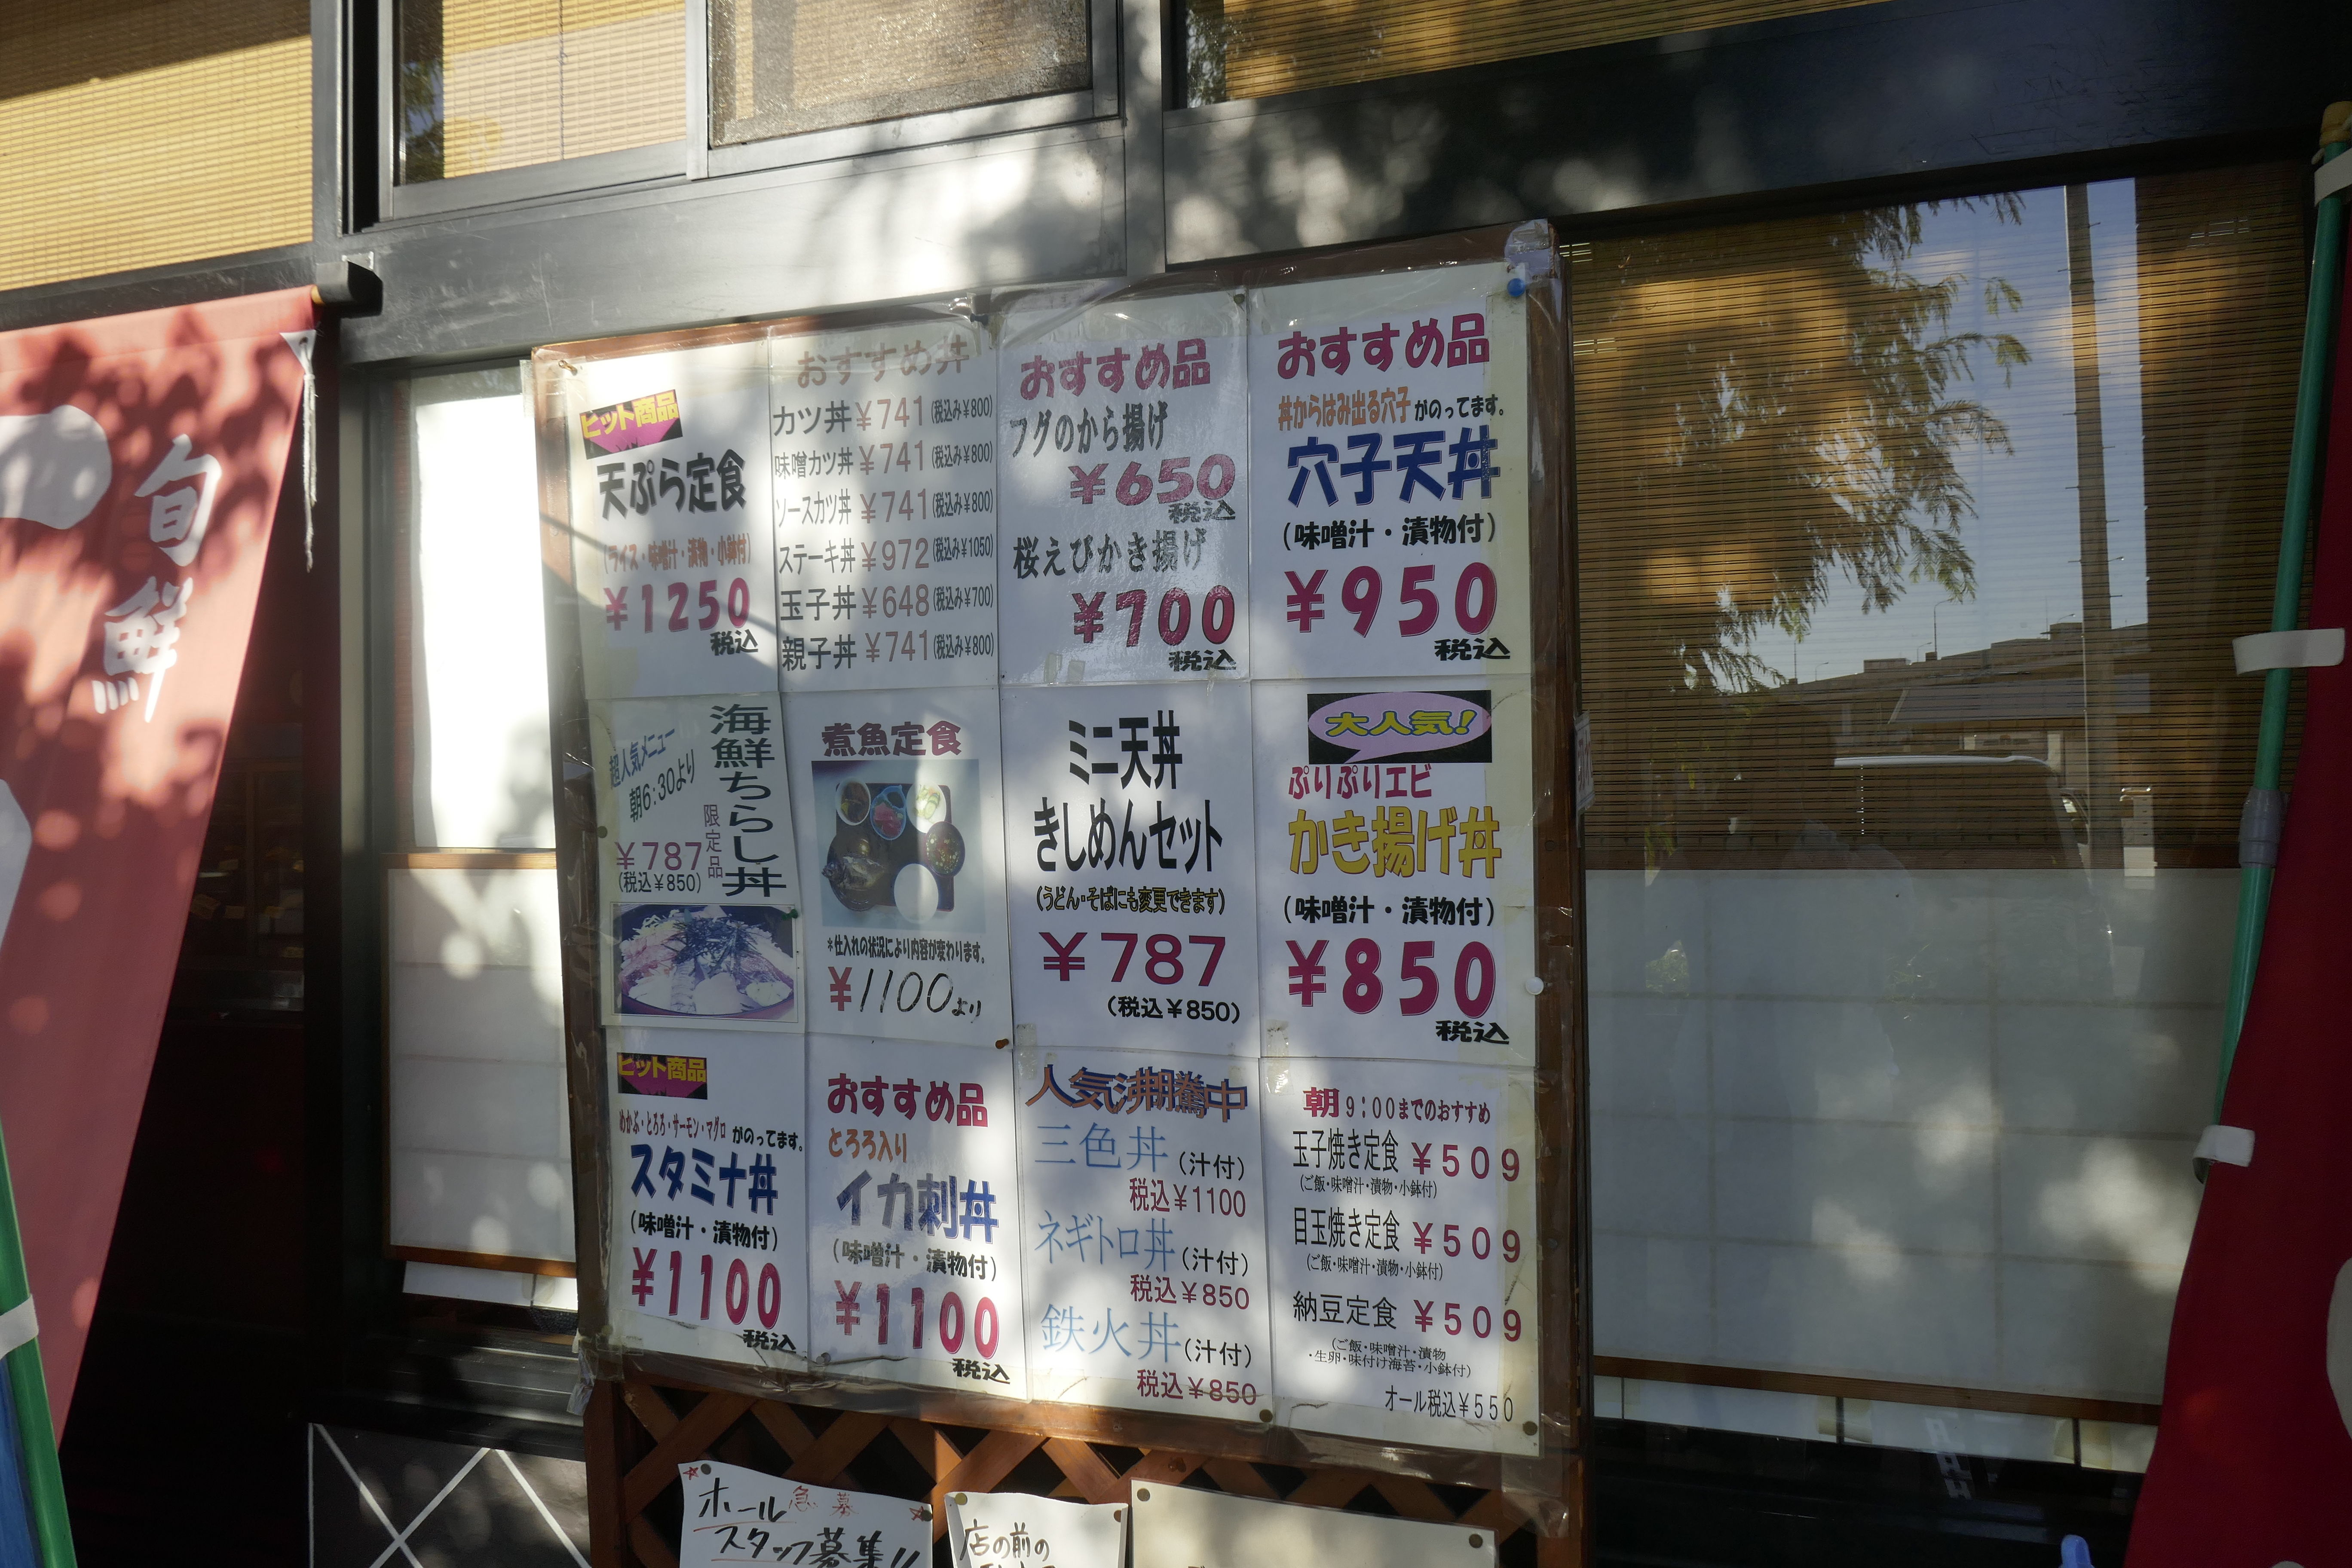 旬鮮
ヒット商品
天ぷら定食
(ライス・味噌汁・漬物・小鉢付)
¥1250
税込
おすすめ丼
カツ丼 ¥741(税込み¥800)
味噌カツ丼 ¥741(税込み¥800)
ソースカツ丼 ¥741(税込み¥800)
ステーキ丼 ¥972(税込み¥1050)
玉子丼 ¥648(税込み¥700)
親子丼 ¥741(税込み¥800)
おすすめ品
フグのから揚げ
¥650
税込
桜えびかき揚げ
¥700
税込
おすすめ品
丼からはみ出る穴子がのってます。
穴子天丼
(味噌汁・漬物付)
¥950
税込
超人気メニュー
朝6:30より
海鮮ちらし丼
限定品
¥787
(税込¥850)
煮魚定食
*仕入れの状況により内容が変わります。
¥1100より
ミニ天丼
きしめんセット
(うどん・そばにも変更できます)
¥787
(税込¥850)
大人気!
ぷりぷりエビ
かき揚げ丼
(味噌汁・漬物付)
¥850
税込
ヒット商品
めかぶ・とろろ・サーモン・マグロがのってます。
スタミナ丼
(味噌汁・漬物付)
¥1100
税込
おすすめ品
とろろ入り
イカ刺丼
(味噌汁・漬物付)
¥1100
税込
人気沸騰中
三色丼(汁付)
税込¥1100
ネギトロ丼(汁付)
税込¥850
鉄火丼(汁付)
税込¥850
朝9:00までのおすすめ
玉子焼き定食 ¥509
(ご飯・味噌汁・漬物・小鉢付)
目玉焼き定食 ¥509
(ご飯・味噌汁・漬物・小鉢付)
納豆定食 ¥509
(ご飯・味噌汁・漬物
・生卵・味付け海苔・小鉢付)
オール税込¥550
ホール急募
スタッフ募集!!
店の前の